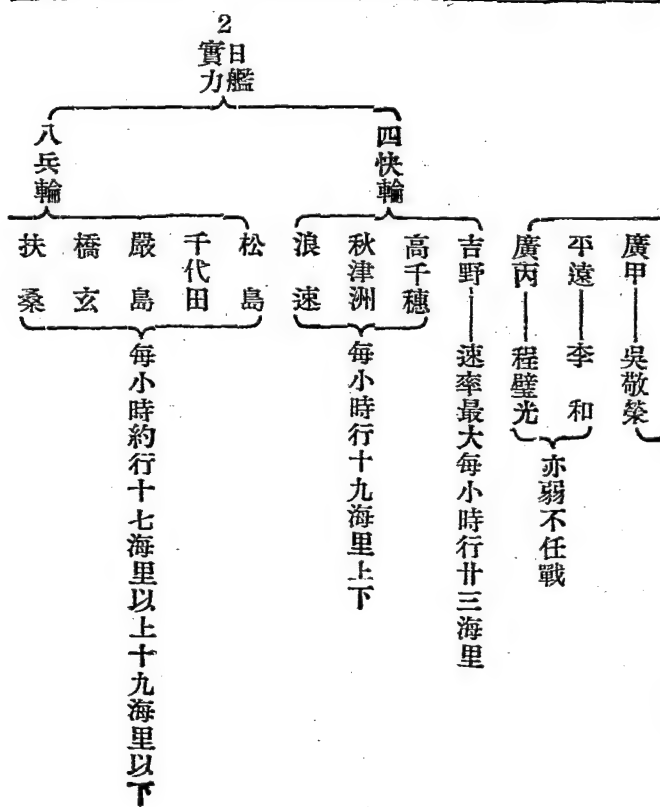 廣甲——吳敬榮
平遠——李和
廣丙——程璧光
亦弱不任戰
2
日艦
實力
四快輪
吉野——速率最大每小時行廿三海里
高千穗
秋津洲
浪速
每小時行十九海里上下
八兵輪
松島
千代田
嚴島
橋玄
扶桑
每小時約行十七海里以上十九海里以下